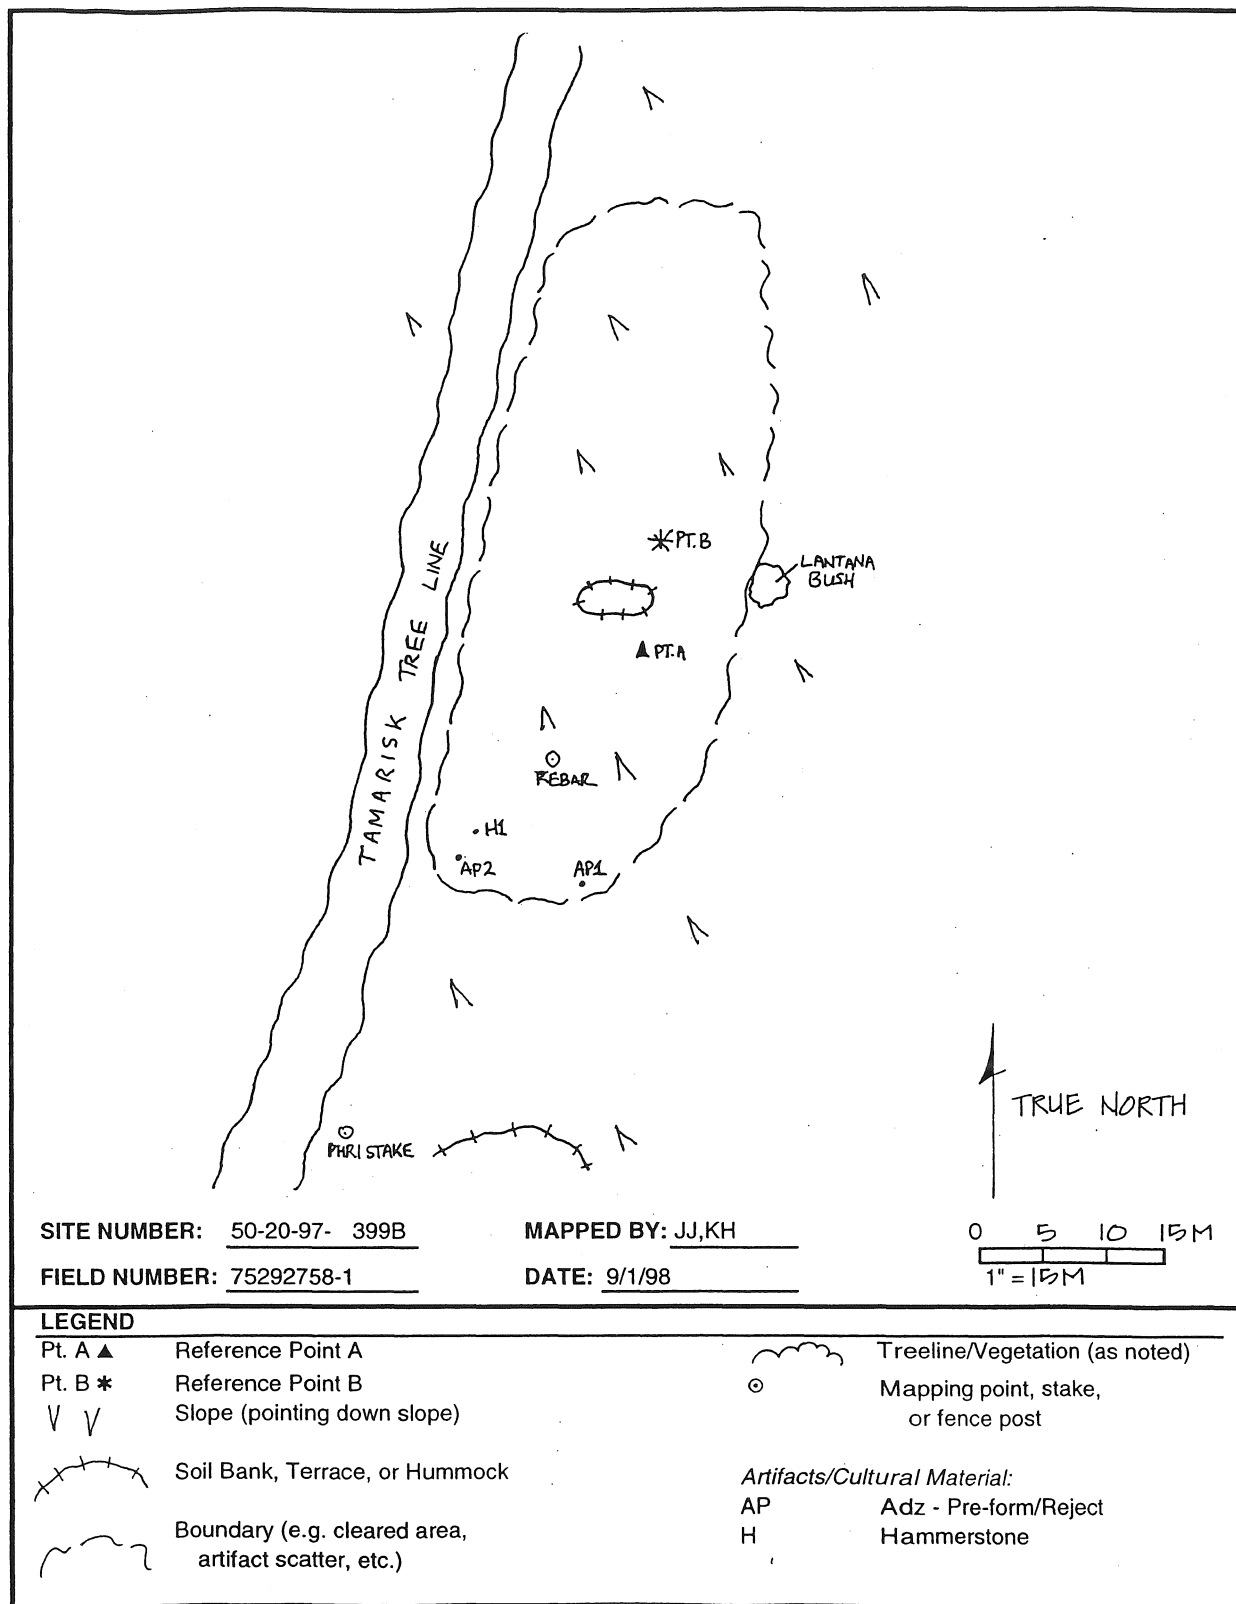 PT.B
LANTANA
BUSH
PT.A
TAMARISK TREE LINE
REBAR
H1
AP2
AP1
PHRI STAKE
TRUE NORTH
SITE NUMBER: 50-20-97- 399B
MAPPED BY: JJ,KH
0 5 10 15M
FIELD NUMBER: 75292758-1
DATE: 9/1/98
1" = 15M
LEGEND
Pt. A ▲ Reference Point A
Pt. B * Reference Point B
Slope (pointing down slope)
Soil Bank, Terrace, or Hummock
Boundary (e.g. cleared area,
artifact scatter, etc.)
Treeline/Vegetation (as noted)
Mapping point, stake,
or fence post
Artifacts/Cultural Material:
AP Adz - Pre-form/Reject
H Hammerstone